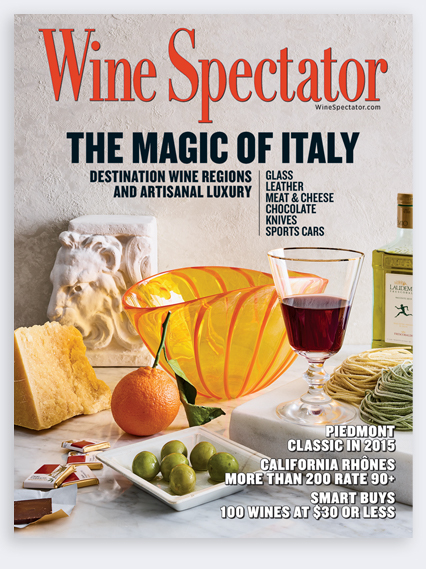 Wine Spectator
WineSpectator.com
THE MAGIC OF ITALY
DESTINATION WINE REGIONS
AND ARTISANAL LUXURY
GLASS
LEATHER
MEAT & CHEESE
CHOCOLATE
KNIVES
SPORTS CARS
PIEDMONT
CLASSIC IN 2015
CALIFORNIA RHÔNES
MORE THAN 200 RATE 90+
SMART BUYS
100 WINES AT $30 OR LESS